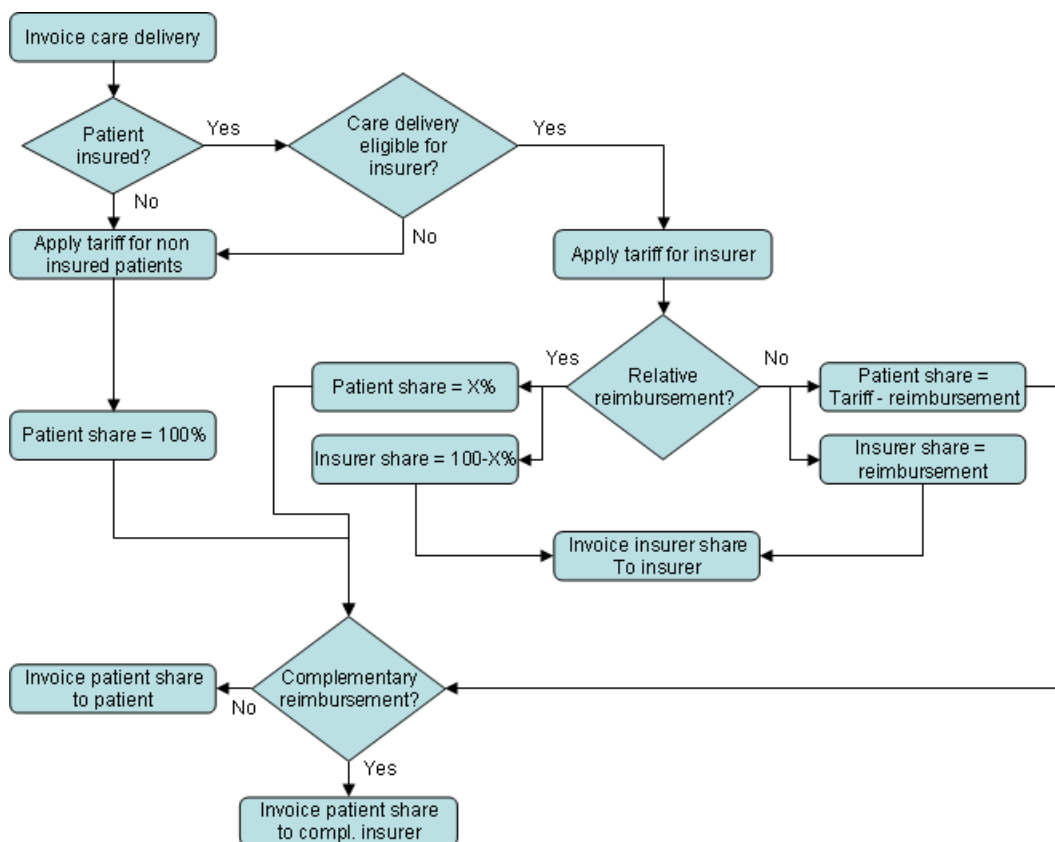 Invoice care delivery
Patient
insured?
Yes
Care delivery
eligible for
insurer?
Yes
No
No
Apply tariff for non
insured patients
Apply tariff for insurer
Relative
reimbursement?
Yes
No
Patient share = X%
Patient share =
Tariff - reimbursement
Patient share = 100%
Insurer share = 100-X%
Insurer share =
reimbursement
Invoice insurer share
To insurer
Complementary
reimbursement?
Invoice patient share
to patient
No
Yes
Invoice patient share
to compl. insurer